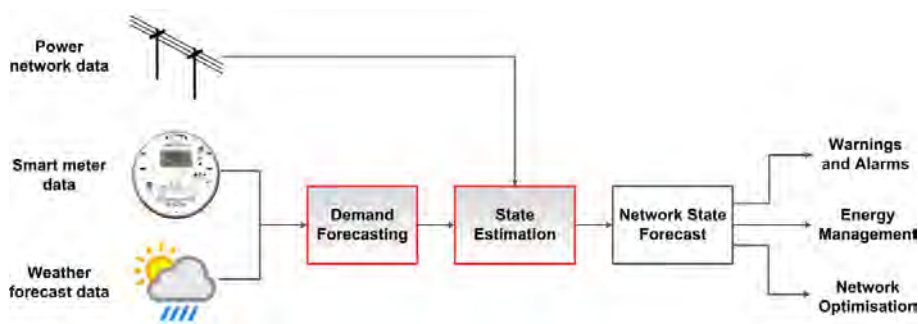 Power
network data
Smart meter
data
Weather
forecast data
Demand
Forecasting
State
Estimation
Network State
Forecast
Warnings
and Alarms
Energy
Management
Network
Optimisation